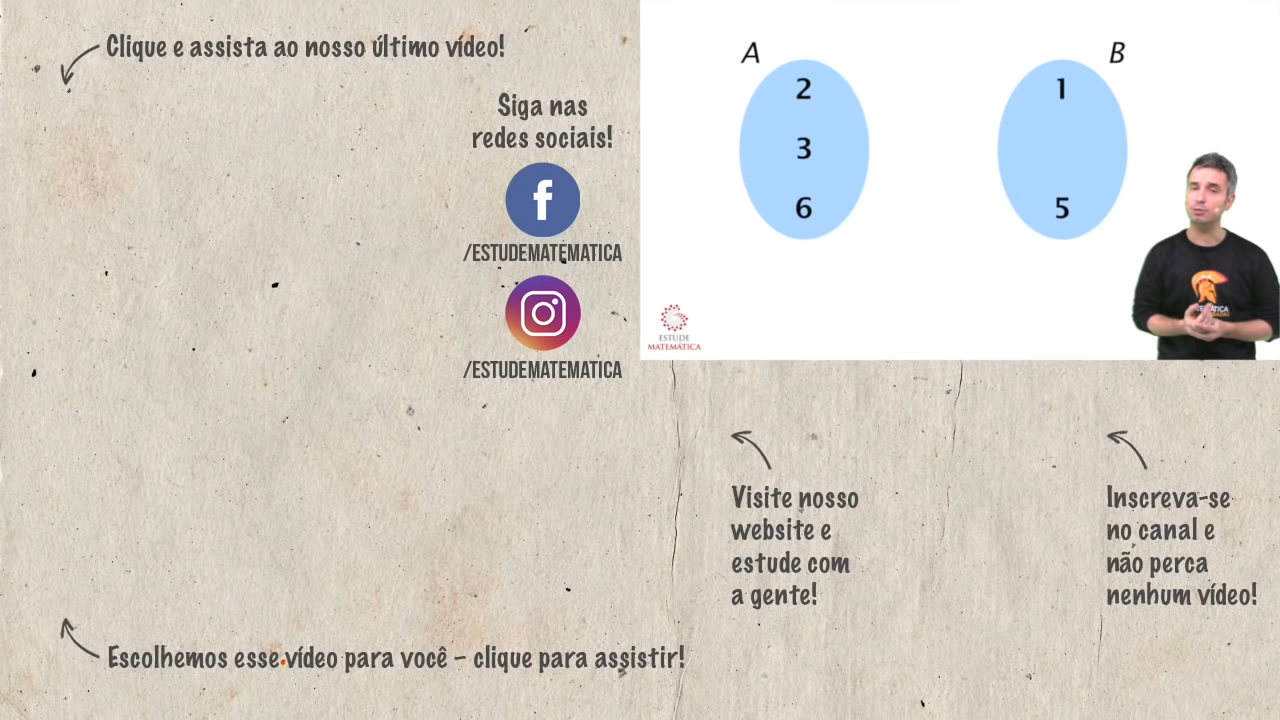 Clique e assista ao nosso último vídeo!
Siga nas
redes sociais!
f
/ESTUDEMATEMATICA
/ESTUDEMATEMATICA
A
B
2
1
3
6
5
ESTUDE
MATEMÁTICA
Visite nosso
website e
estude com
a gente!
Inscreva-se
no canal e
não perca
nenhum vídeo!
Escolhemos esse vídeo para você – clique para assistir!